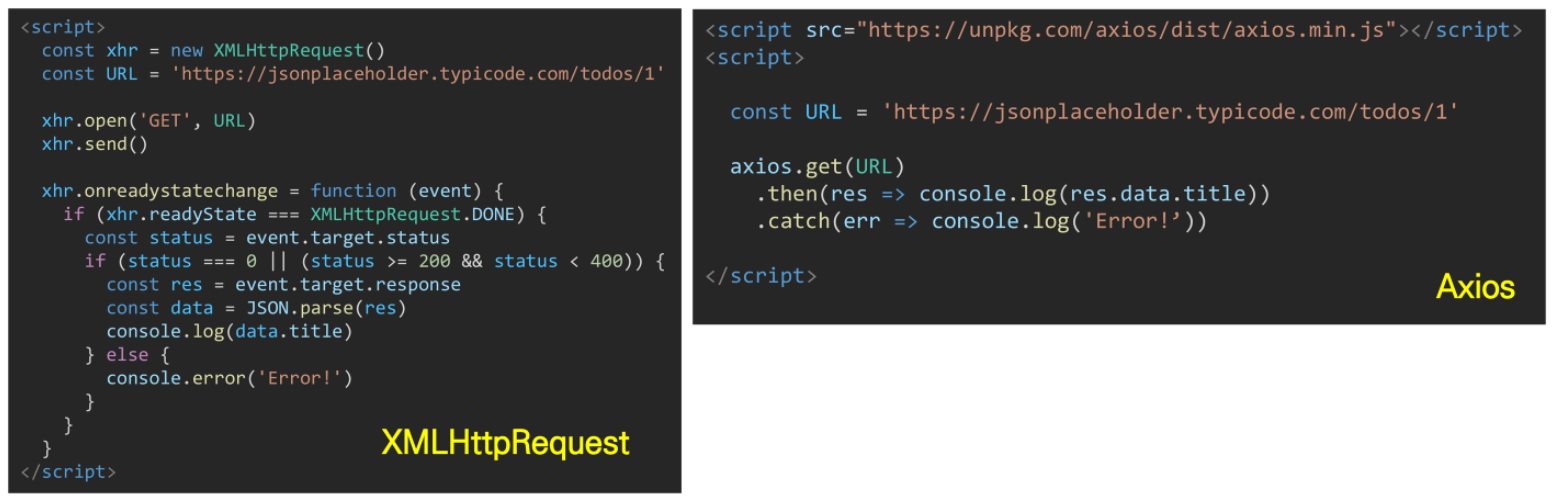 <script>
  const xhr = new XMLHttpRequest()
  const URL = 'https://jsonplaceholder.typicode.com/todos/1'
  xhr.open('GET', URL)
  xhr.send()
  xhr.onreadystatechange = function (event) {
    if (xhr.readyState === XMLHttpRequest.DONE) {
      const status = event.target.status
      if (status === 0 || (status >= 200 && status < 400)) {
        const res = event.target.response
        const data = JSON.parse(res)
        console.log(data.title)
      } else {
        console.error('Error!')
      }
    }
  }
</script>
XMLHttpRequest
<script src="https://unpkg.com/axios/dist/axios.min.js"></script>
<script>
  const URL = 'https://jsonplaceholder.typicode.com/todos/1'
  axios.get(URL)
    .then(res => console.log(res.data.title))
    .catch(err => console.log('Error!’))
</script>
Axios